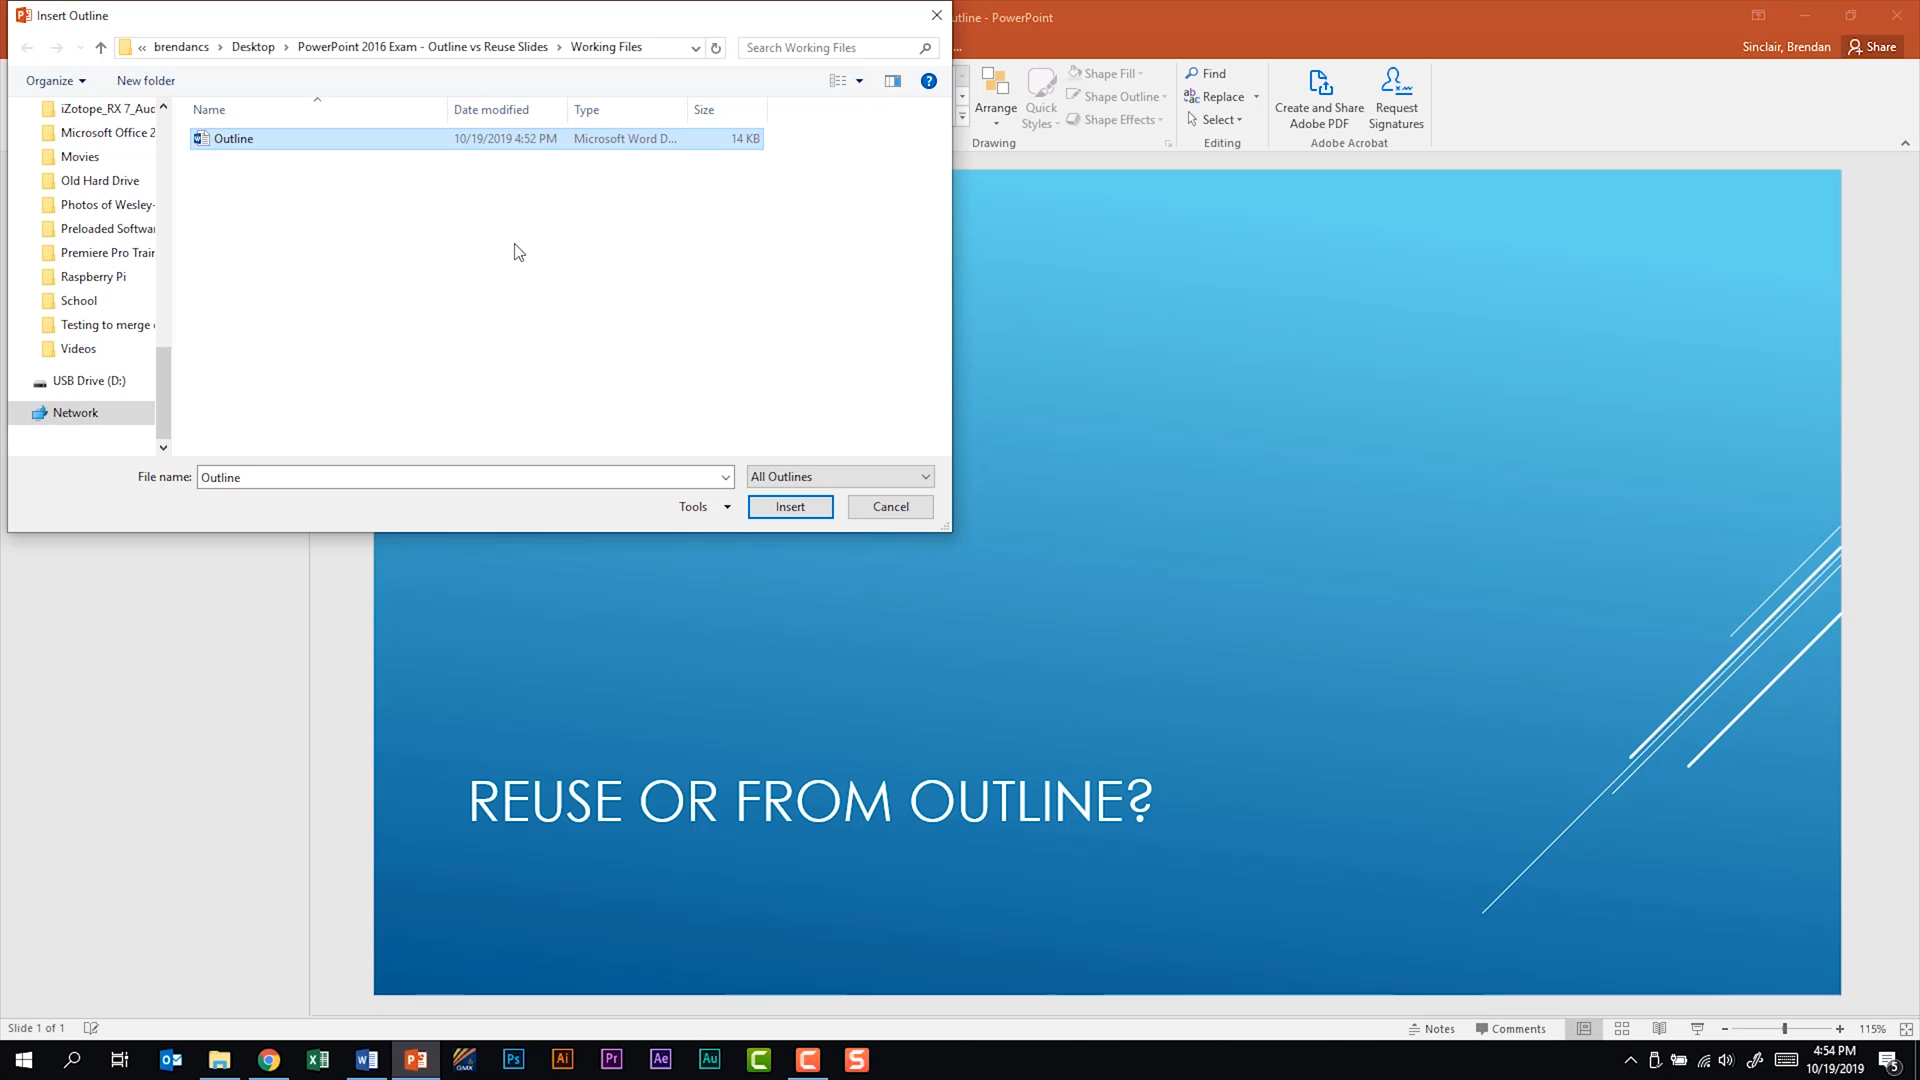 Insert Outline
utline - PowerPoint
« brendancs > Desktop > PowerPoint 2016 Exam - Outline vs Reuse Slides > Working Files
Search Working Files
...
Sinclair, Brendan
Share
Organize
New folder
Name
Date modified
Type
Size
Outline
10/19/2019 4:52 PM
Microsoft Word D...
14 KB
iZotope_RX 7_Aud
Microsoft Office 2
Movies
Old Hard Drive
Photos of Wesley-
Preloaded Softwar
Premiere Pro Train
Raspberry Pi
School
Testing to merge
Videos
USB Drive (D:)
Network
File name:
Outline
All Outlines
Tools
Insert
Cancel
Arrange
Quick
Styles
Shape Fill
Shape Outline
Shape Effects
Drawing
Find
Replace
Select
Editing
Create and Share
Adobe PDF
Request
Signatures
Adobe Acrobat
REUSE OR FROM OUTLINE?
Slide 1 of 1
Notes
Comments
115%
4:54 PM
10/19/2019
5